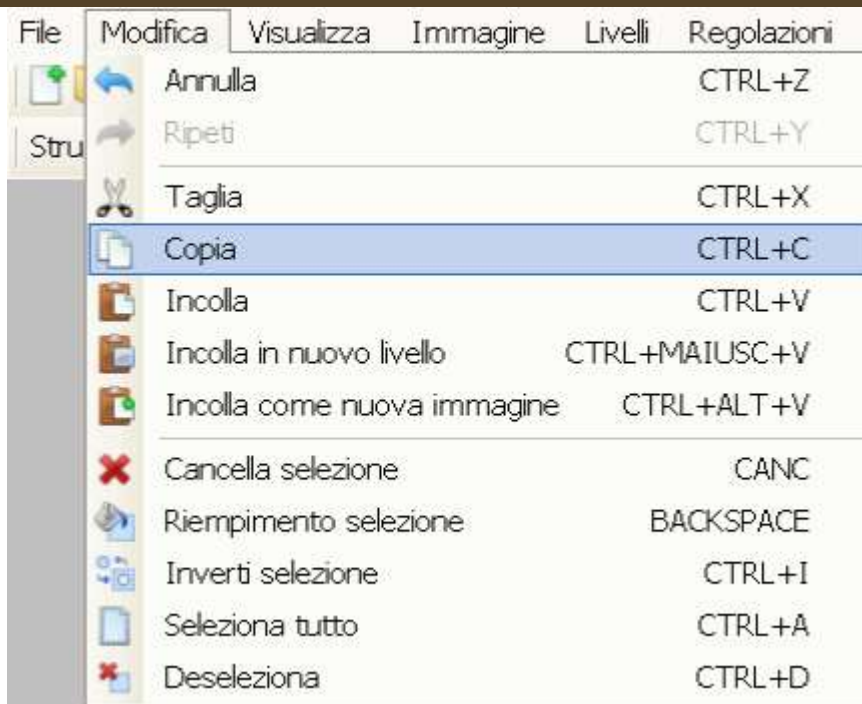 File Modifica Visualizza Immagine Livelli Regolazioni
Annulla CTRL+Z
Stru
Ripeti CTRL+Y
Taglia CTRL+X
Copia CTRL+C
Incolla CTRL+V
Incolla in nuovo livello CTRL+MAIUSC+V
Incolla come nuova immagine CTRL+ALT+V
Cancella selezione CANC
Riempimento selezione BACKSPACE
Inverti selezione CTRL+I
Seleziona tutto CTRL+A
Deseleziona CTRL+D